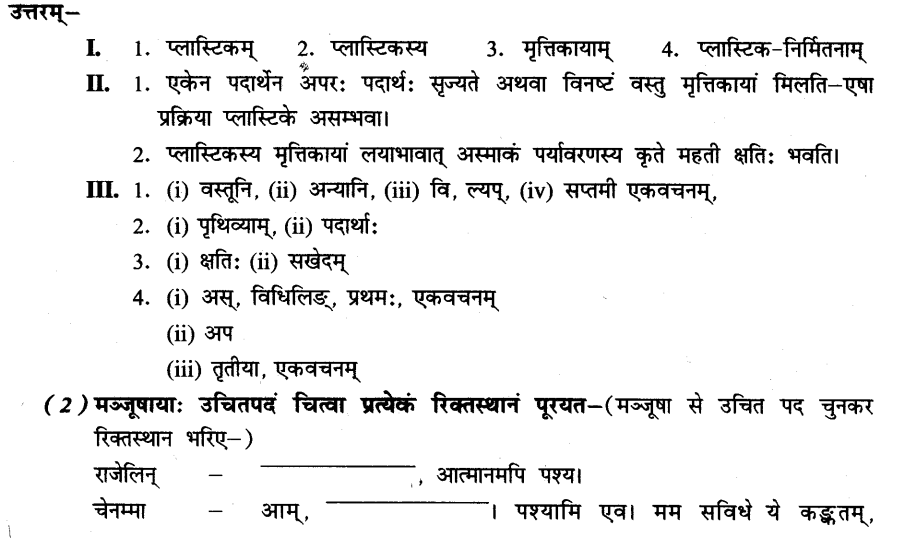 उत्तरम्–
I. 1. प्लास्टिकम् 2. प्लास्टिकस्य 3. मृत्तिकायाम् 4. प्लास्टिक-निर्मितनाम्
II. 1. एकेन पदार्थेन अपरः पदार्थः सृज्यते अथवा विनष्टं वस्तु मृत्तिकायां मिलति–एषा
प्रक्रिया प्लास्टिके असम्भवा।
2. प्लास्टिकस्य मृत्तिकायां लयाभावात् अस्माकं पर्यावरणस्य कृते महती क्षतिः भवति।
III. 1. (i) वस्तूनि, (ii) अन्यानि, (iii) वि, ल्यप्, (iv) सप्तमी एकवचनम्,
2. (i) पृथिव्याम्, (ii) पदार्थाः
3. (i) क्षतिः (ii) सखेदम्
4. (i) अस्, विधिलिङ्, प्रथमः, एकवचनम्
(ii) अप
(iii) तृतीया, एकवचनम्
(2) मञ्जूषायाः उचितपदं चित्वा प्रत्येकं रिक्तस्थानं पूरयत–(मञ्जूषा से उचित पद चुनकर
रिक्तस्थान भरिए–)
राजेलिन् – ____________, आत्मानमपि पश्य।
चेनम्मा – आम्, ____________। पश्यामि एव। मम सविधे ये कङ्कतम्,